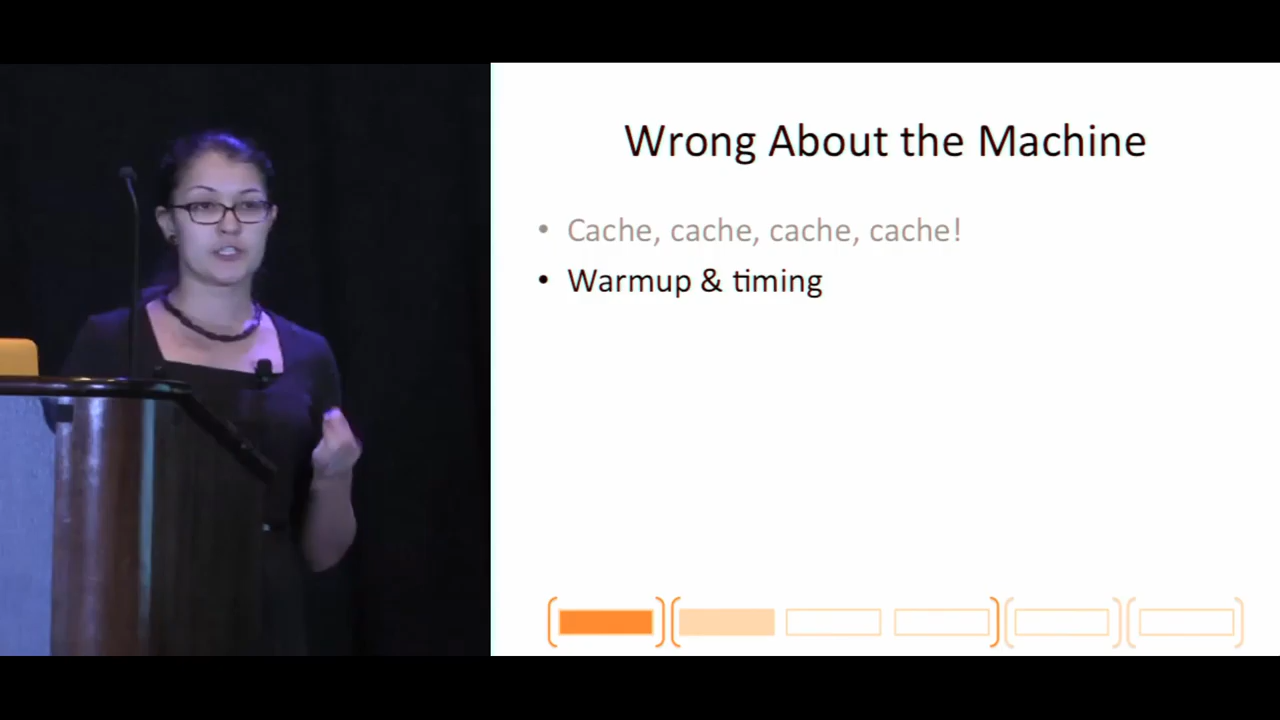 Wrong About the Machine
• Cache, cache, cache, cache!
• Warmup & timing